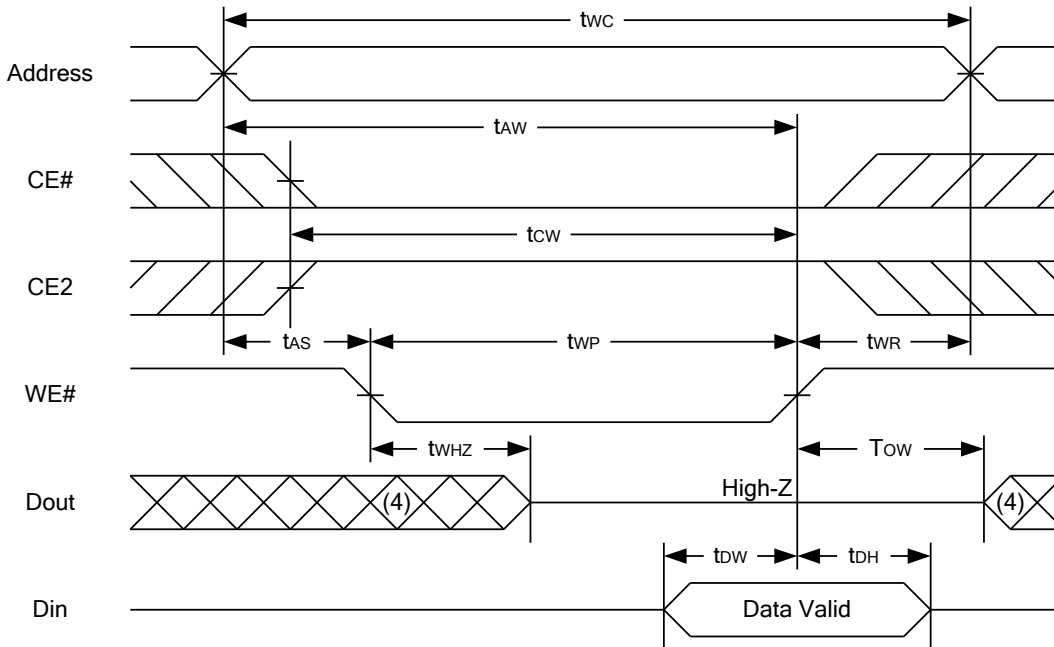 tWC
Address
tAW
CE#
tCW
CE2
tAS tWP tWR
WE#
tWHZ TOW
Dout (4) High-Z (4)
tDW tDH
Din Data Valid